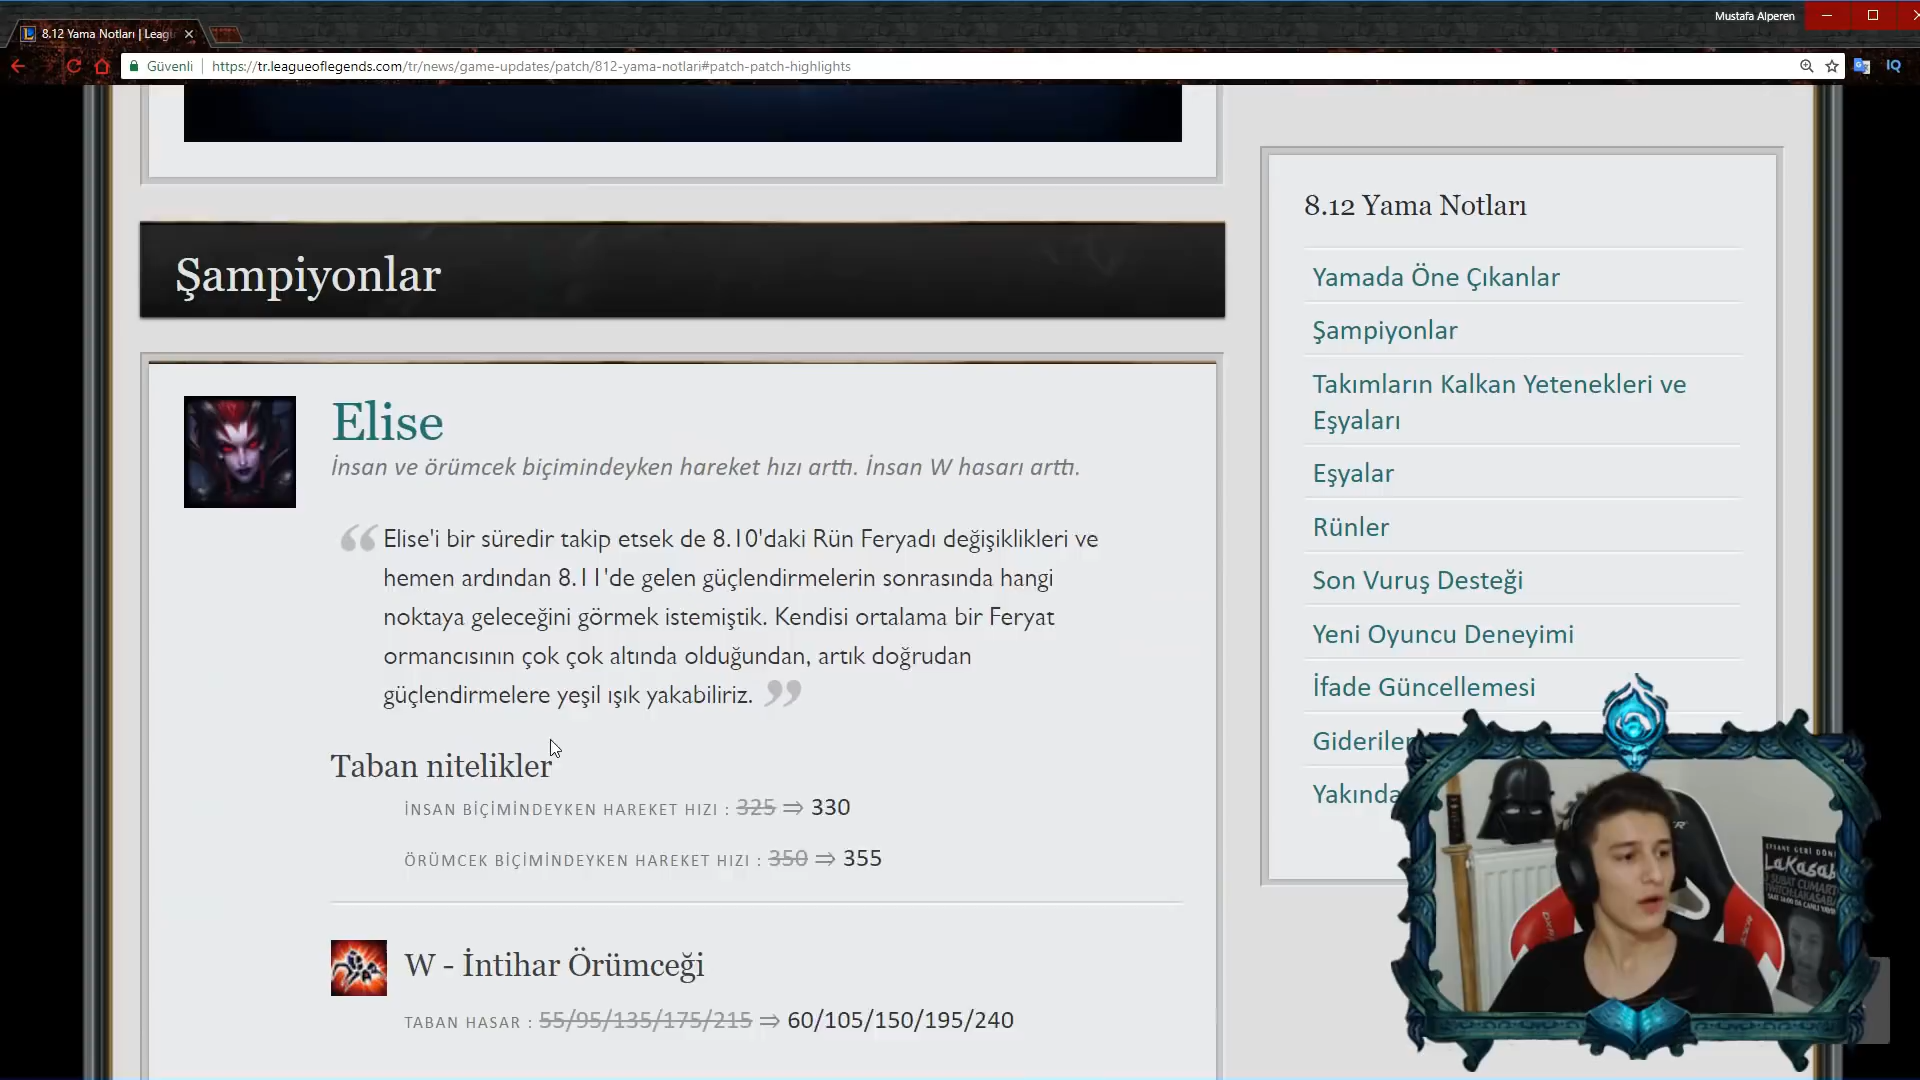 Mustafa Alperen
8.12 Yama Notları | Leag
Güvenli
https://tr.leagueoflegends.com/tr/news/game-updates/patch/812-yama-notlari#patch-patch-highlights
IQ
Şampiyonlar
Elise
İnsan ve örümcek biçimindeyken hareket hızı arttı. İnsan W hasarı arttı.
“ Elise'i bir süredir takip etsek de 8.10'daki Rün Feryadı değişiklikleri ve
hemen ardından 8.11'de gelen güçlendirmelerin sonrasında hangi
noktaya geleceğini görmek istemiştik. Kendisi ortalama bir Feryat
ormancısının çok çok altında olduğundan, artık doğrudan
güçlendirmelere yeşil ışık yakabiliriz. ”
Taban nitelikler
İNSAN BİÇİMİNDEYKEN HAREKET HIZI : 325 ⇒ 330
ÖRÜMCEK BİÇİMİNDEYKEN HAREKET HIZI : 350 ⇒ 355
W - İntihar Örümceği
TABAN HASAR : 55/95/135/175/215 ⇒ 60/105/150/195/240
8.12 Yama Notları
Yamada Öne Çıkanlar
Şampiyonlar
Takımların Kalkan Yetenekleri ve
Eşyaları
Eşyalar
Rünler
Son Vuruş Desteği
Yeni Oyuncu Deneyimi
İfade Güncellemesi
Giderile
Yakında
LaKasaba